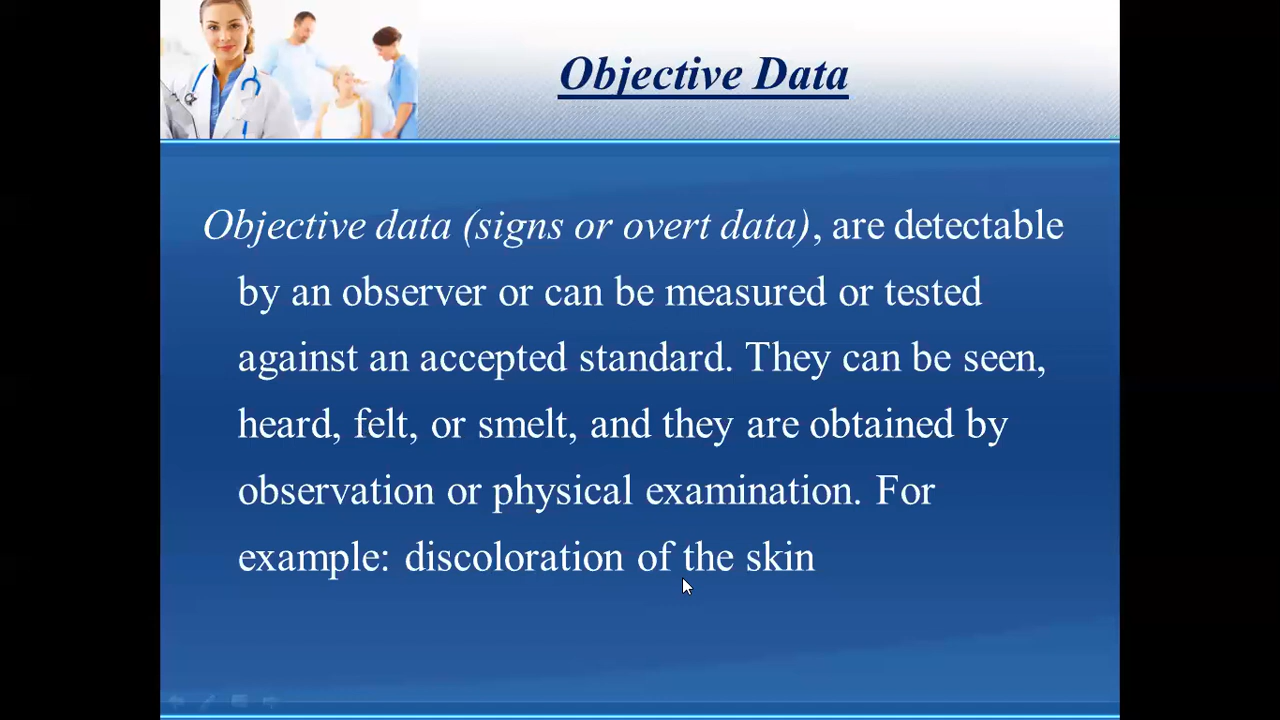 Objective Data
Objective data (signs or overt data), are detectable
by an observer or can be measured or tested
against an accepted standard. They can be seen,
heard, felt, or smelt, and they are obtained by
observation or physical examination. For
example: discoloration of the skin